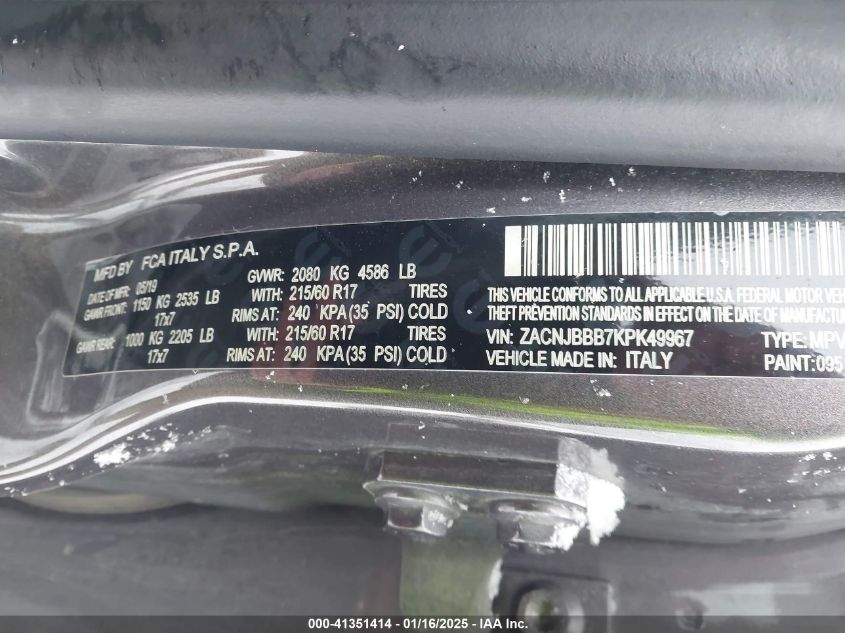 MFD BY FCA ITALY S.P.A.
DATE OF MFR: 05/19 GVWR: 2080 KG 4586 LB
GAWR FRONT: 1150 KG 2535 LB WITH: 215/60 R17 TIRES
17x7 RIMS AT: 240 KPA (35 PSI) COLD
GAWR REAR: 1000 KG 2205 LB WITH: 215/60 R17 TIRES
17x7 RIMS AT: 240 KPA (35 PSI) COLD
THIS VEHICLE CONFORMS TO ALL APPLICABLE U.S.A. FEDERAL MOTOR
THEFT PREVENTION STANDARDS IN EFFECT ON THE DATE OF MANUFACTUR
VIN: ZACNJBBB7KPK49967 TYPE: MPV
VEHICLE MADE IN: ITALY PAINT: 095
000-41351414 / 01/16/2025 - IAA Inc.